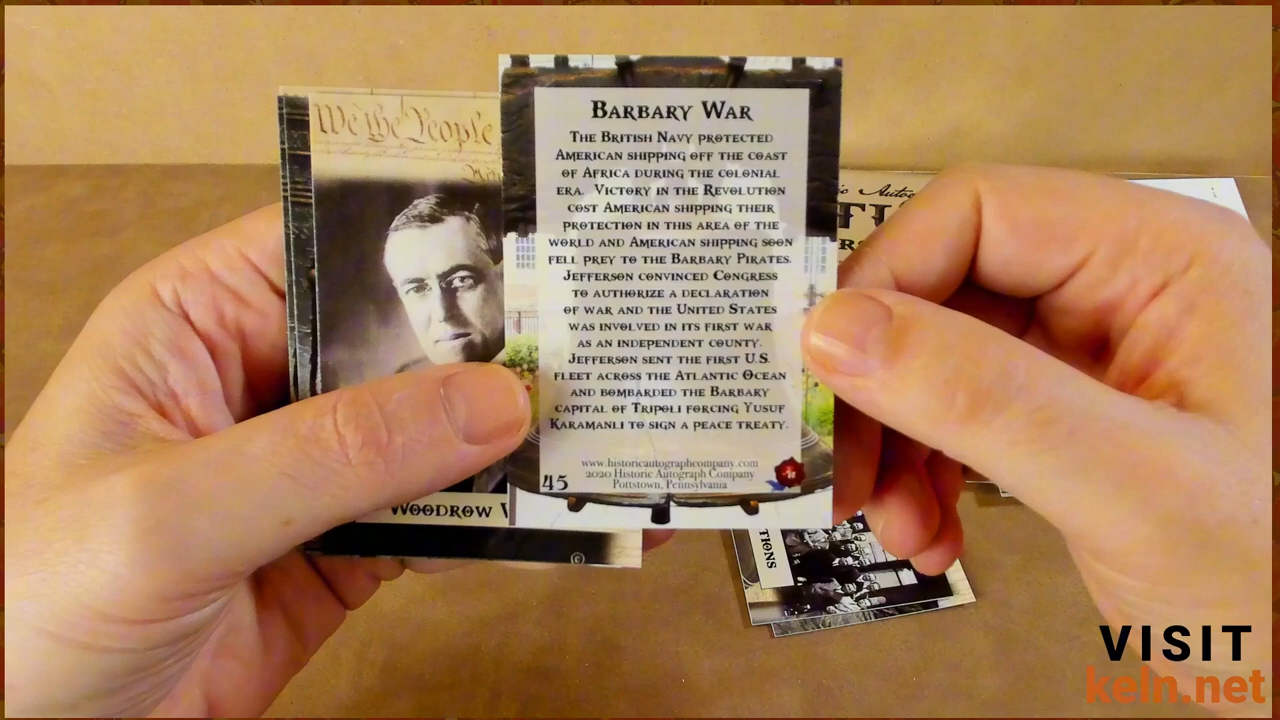 We the People
BARBARY WAR
THE BRITISH NAVY PROTECTED
AMERICAN SHIPPING OFF THE COAST
OF AFRICA DURING THE COLONIAL
ERA. VICTORY IN THE REVOLUTION
COST AMERICAN SHIPPING THEIR
PROTECTION IN THIS AREA OF THE
WORLD AND AMERICAN SHIPPING SOON
FELL PREY TO THE BARBARY PIRATES.
JEFFERSON CONVINCED CONGRESS
TO AUTHORIZE A DECLARATION
OF WAR AND THE UNITED STATES
WAS INVOLVED IN ITS FIRST WAR
AS AN INDEPENDENT COUNTY.
JEFFERSON SENT THE FIRST U.S.
FLEET ACROSS THE ATLANTIC OCEAN
AND BOMBARDED THE BARBARY
CAPITAL OF TRIPOLI FORCING YUSUF
KARAMANLI TO SIGN A PEACE TREATY.
www.historicautographcompany.com
2020 Historic Autograph Company
Pottstown, Pennsylvania
45
WOODROW
©
VISIT
keln.net